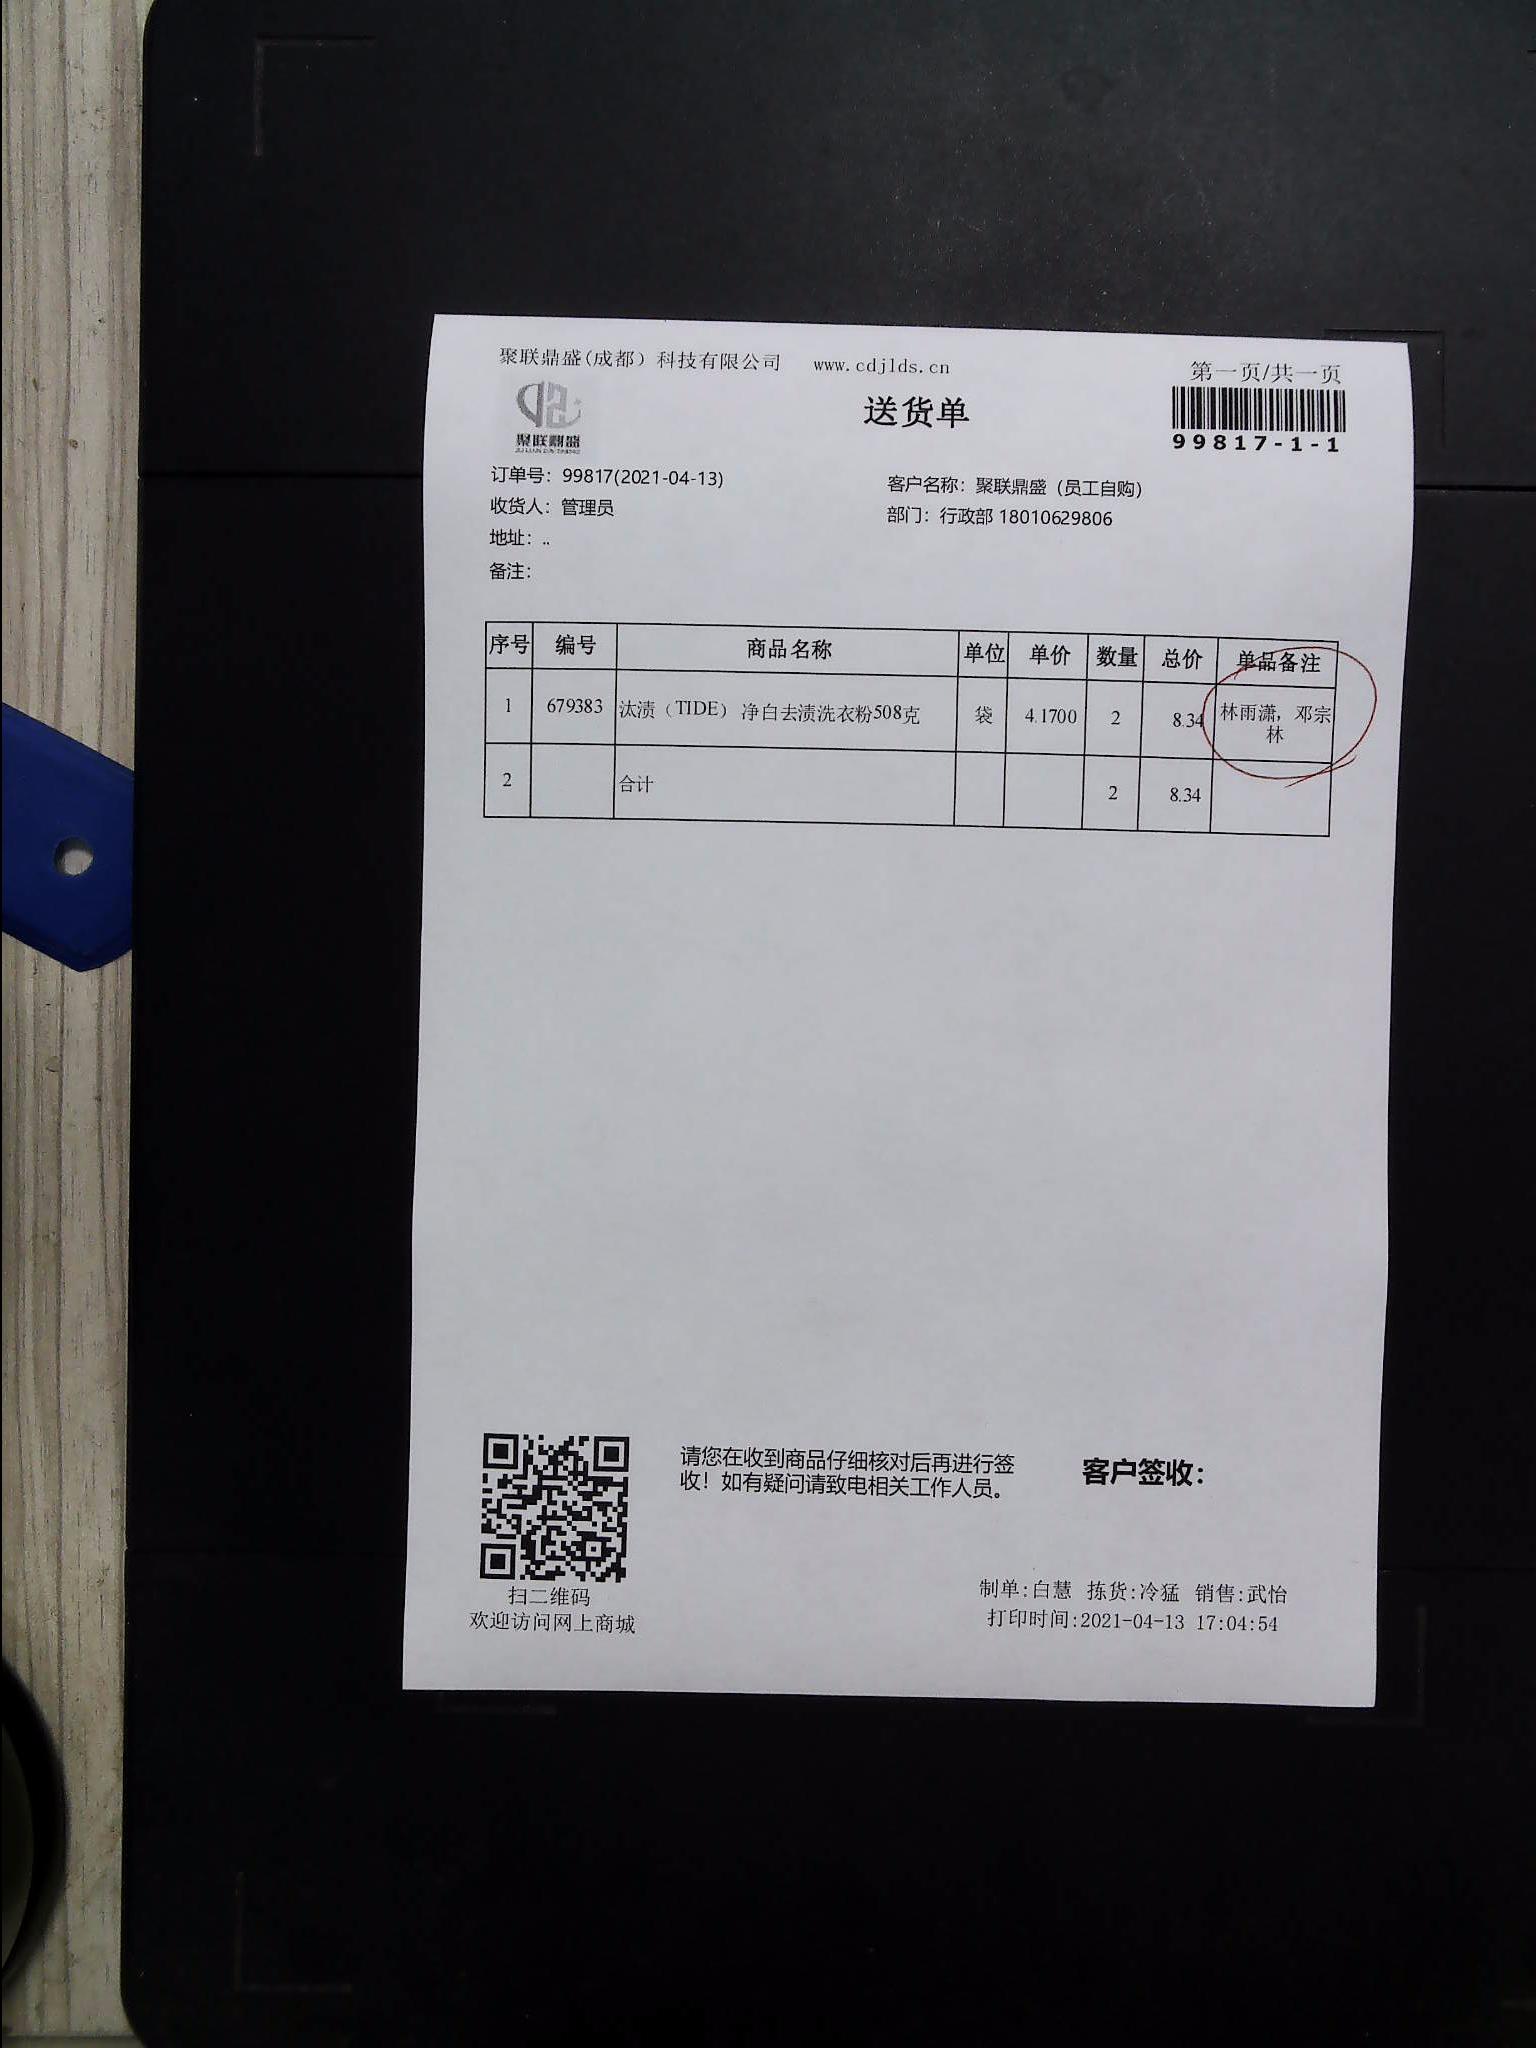 聚联鼎盛(成都）科技有限公司 www.cdjlds.cn
第一页/共一页
聚联鼎盛
送货单
99817-1-1
订单号：99817(2021-04-13)
客户名称：聚联鼎盛（员工自购）
收货人：管理员
部门：行政部 18010629806
地址：..
备注：
序号 编号 商品名称 单位 单价 数量 总价 单品备注
1 679383 汰渍（TIDE） 净白去渍洗衣粉508克 袋 4.1700 2 8.34 林雨潇，邓宗
林
2 合计 2 8.34
请您在收到商品仔细核对后再进行签
收！如有疑问请致电相关工作人员。
客户签收：
扫二维码
欢迎访问网上商城
制单:白慧 拣货:冷猛 销售:武怡
打印时间:2021-04-13 17:04:54